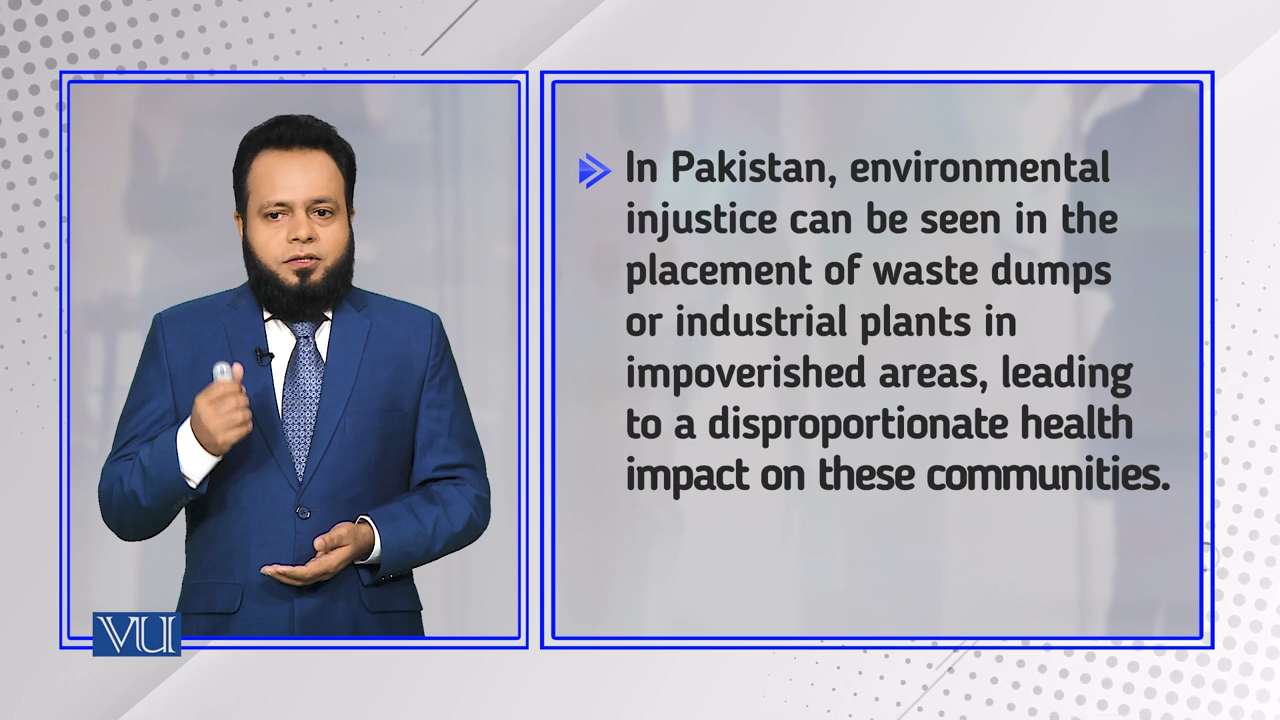 In Pakistan, environmental
injustice can be seen in the
placement of waste dumps
or industrial plants in
impoverished areas, leading
to a disproportionate health
impact on these communities.
VU